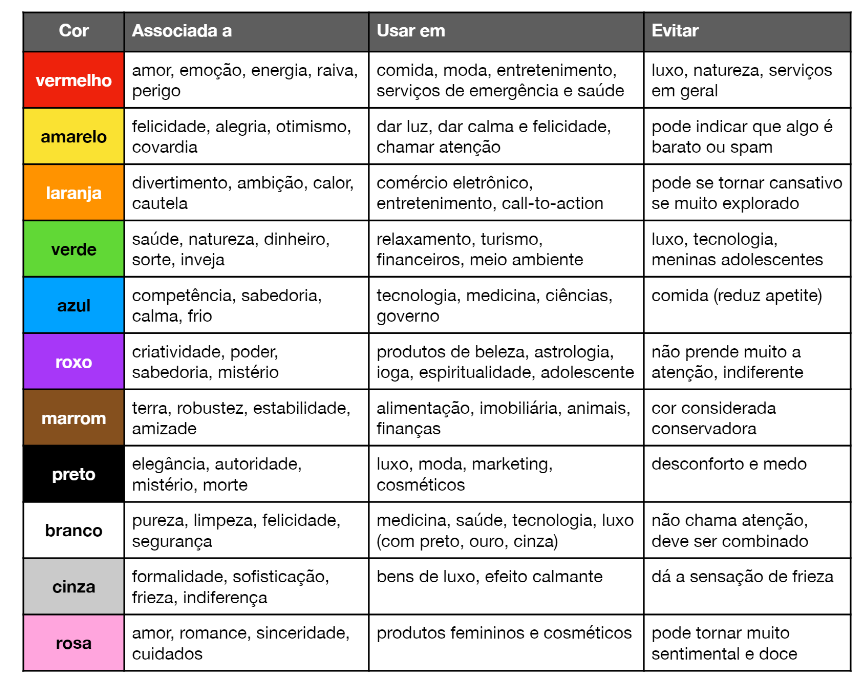 Cor Associada a Usar em Evitar
vermelho
amor, emoção, energia, raiva,
perigo
comida, moda, entretenimento,
serviços de emergência e saúde
luxo, natureza, serviços
em geral
amarelo
felicidade, alegria, otimismo,
covardia
dar luz, dar calma e felicidade,
chamar atenção
pode indicar que algo é
barato ou spam
laranja
divertimento, ambição, calor,
cautela
comércio eletrônico,
entretenimento, call-to-action
pode se tornar cansativo
se muito explorado
verde
saúde, natureza, dinheiro,
sorte, inveja
relaxamento, turismo,
financeiros, meio ambiente
luxo, tecnologia,
meninas adolescentes
azul
competência, sabedoria,
calma, frio
tecnologia, medicina, ciências,
governo
comida (reduz apetite)
roxo
criatividade, poder,
sabedoria, mistério
produtos de beleza, astrologia,
ioga, espiritualidade, adolescente
não prende muito a
atenção, indiferente
marrom
terra, robustez, estabilidade,
amizade
alimentação, imobiliária, animais,
finanças
cor considerada
conservadora
preto
elegância, autoridade,
mistério, morte
luxo, moda, marketing,
cosméticos
desconforto e medo
branco
pureza, limpeza, felicidade,
segurança
medicina, saúde, tecnologia, luxo
(com preto, ouro, cinza)
não chama atenção,
deve ser combinado
cinza
formalidade, sofisticação,
frieza, indiferença
bens de luxo, efeito calmante
dá a sensação de frieza
rosa
amor, romance, sinceridade,
cuidados
produtos femininos e cosméticos
pode tornar muito
sentimental e doce